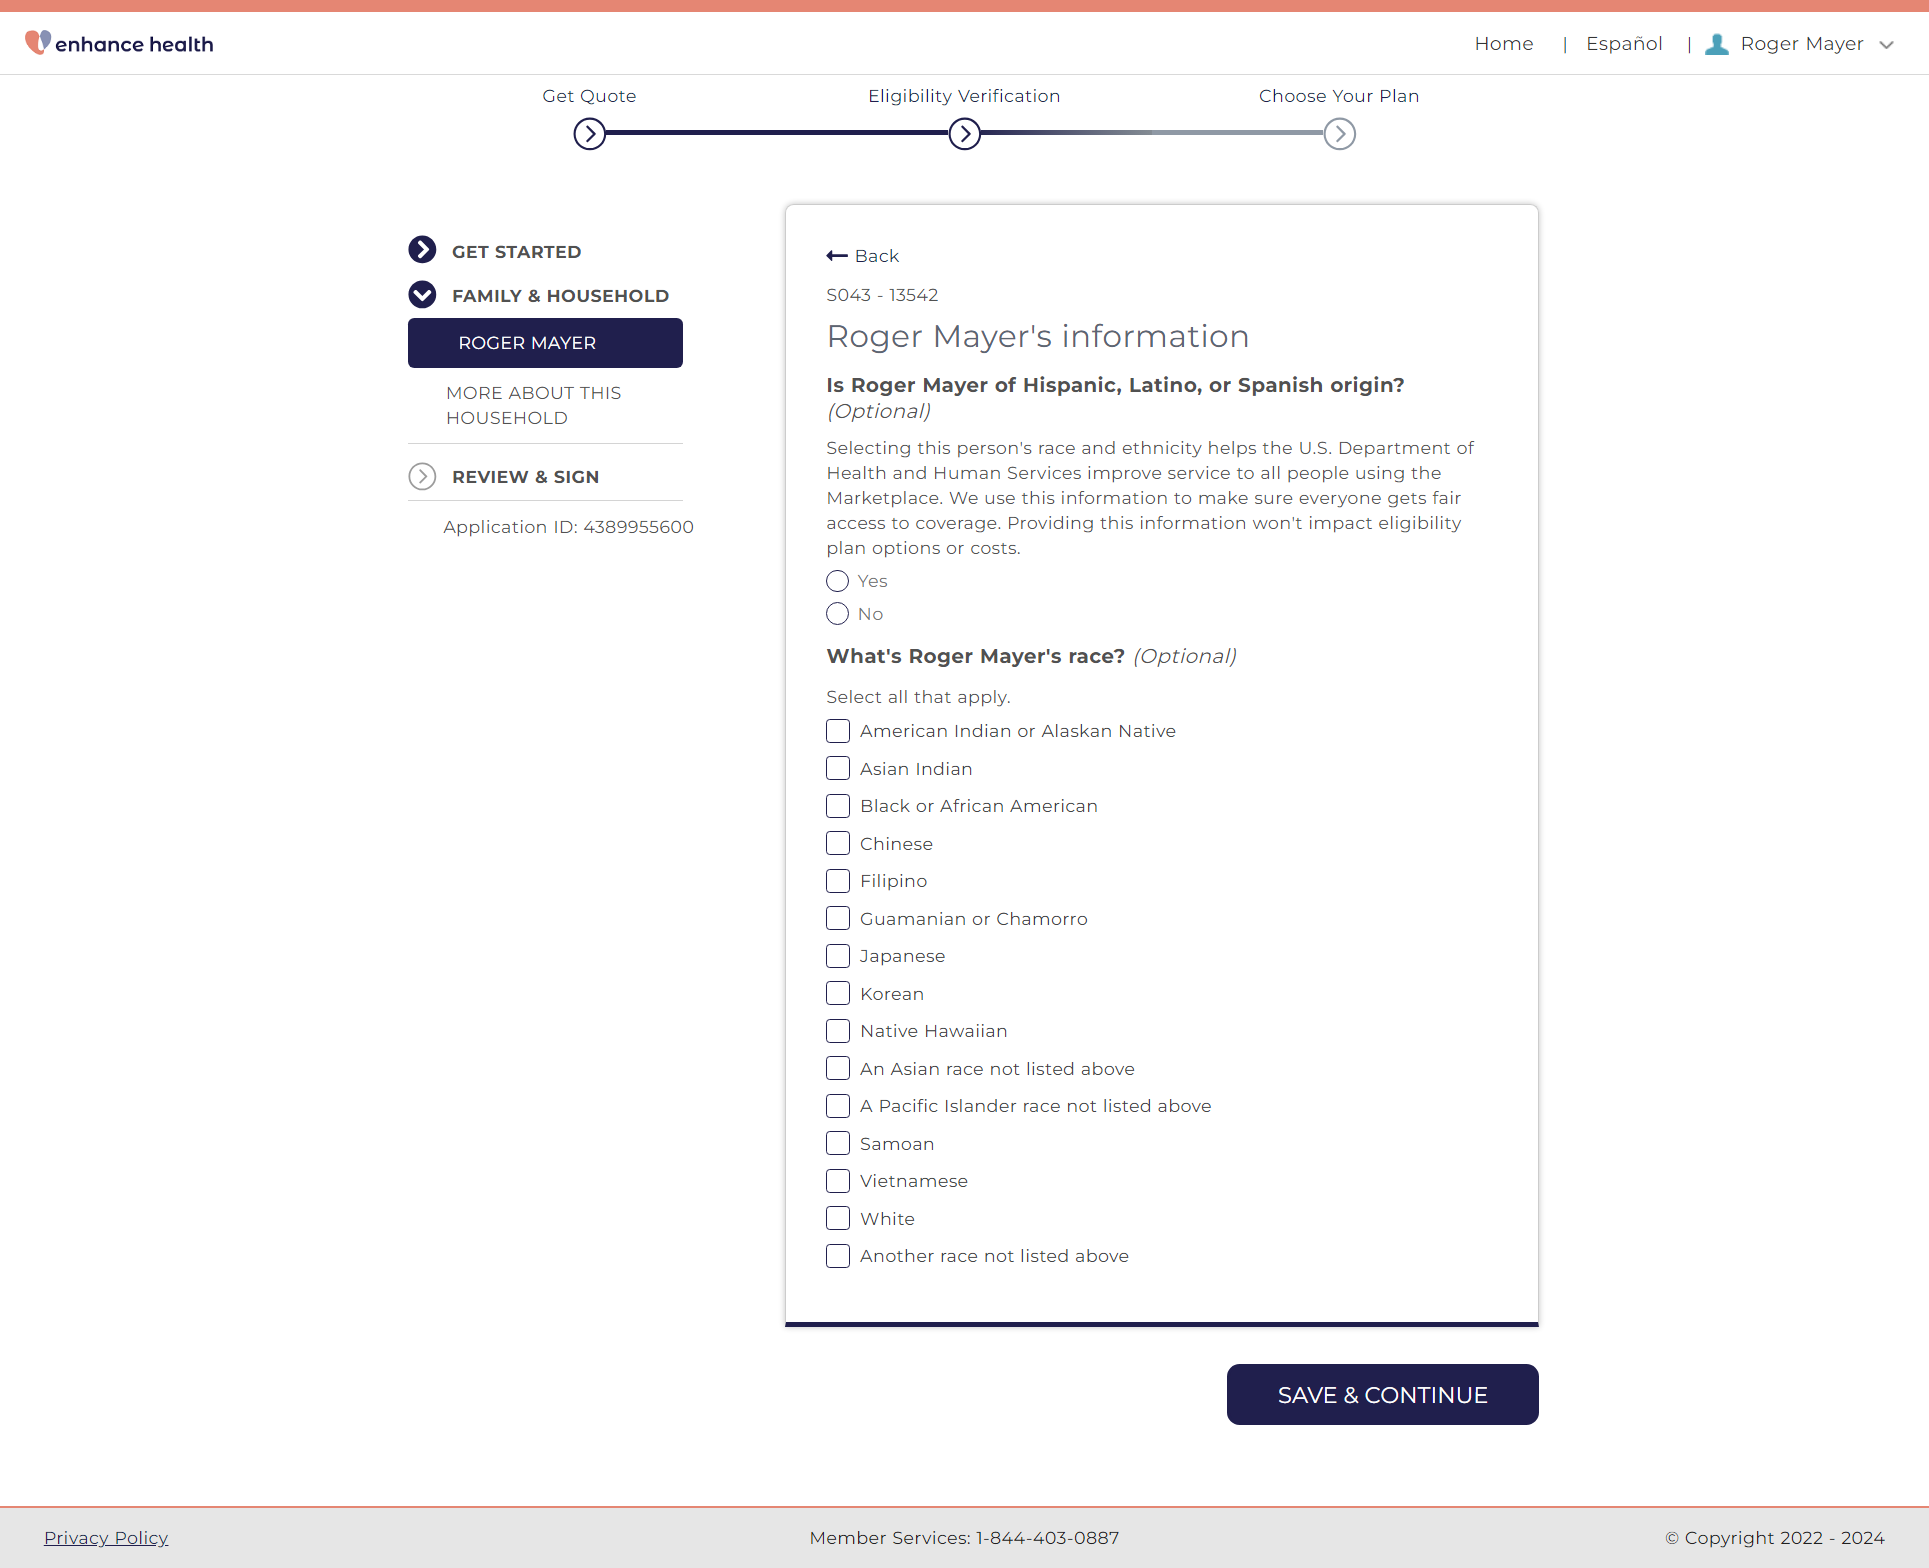 enhance health
Home | Español | Roger Mayer
Get Quote
Eligibility Verification
Choose Your Plan
GET STARTED
FAMILY & HOUSEHOLD
ROGER MAYER
MORE ABOUT THIS
HOUSEHOLD
REVIEW & SIGN
Application ID: 4389955600
Back
S043 - 13542
Roger Mayer's information
Is Roger Mayer of Hispanic, Latino, or Spanish origin?
(Optional)
Selecting this person's race and ethnicity helps the U.S. Department of
Health and Human Services improve service to all people using the
Marketplace. We use this information to make sure everyone gets fair
access to coverage. Providing this information won't impact eligibility
plan options or costs.
Yes
No
What's Roger Mayer's race? (Optional)
Select all that apply.
American Indian or Alaskan Native
Asian Indian
Black or African American
Chinese
Filipino
Guamanian or Chamorro
Japanese
Korean
Native Hawaiian
An Asian race not listed above
A Pacific Islander race not listed above
Samoan
Vietnamese
White
Another race not listed above
SAVE & CONTINUE
Privacy Policy
Member Services: 1-844-403-0887
© Copyright 2022 - 2024